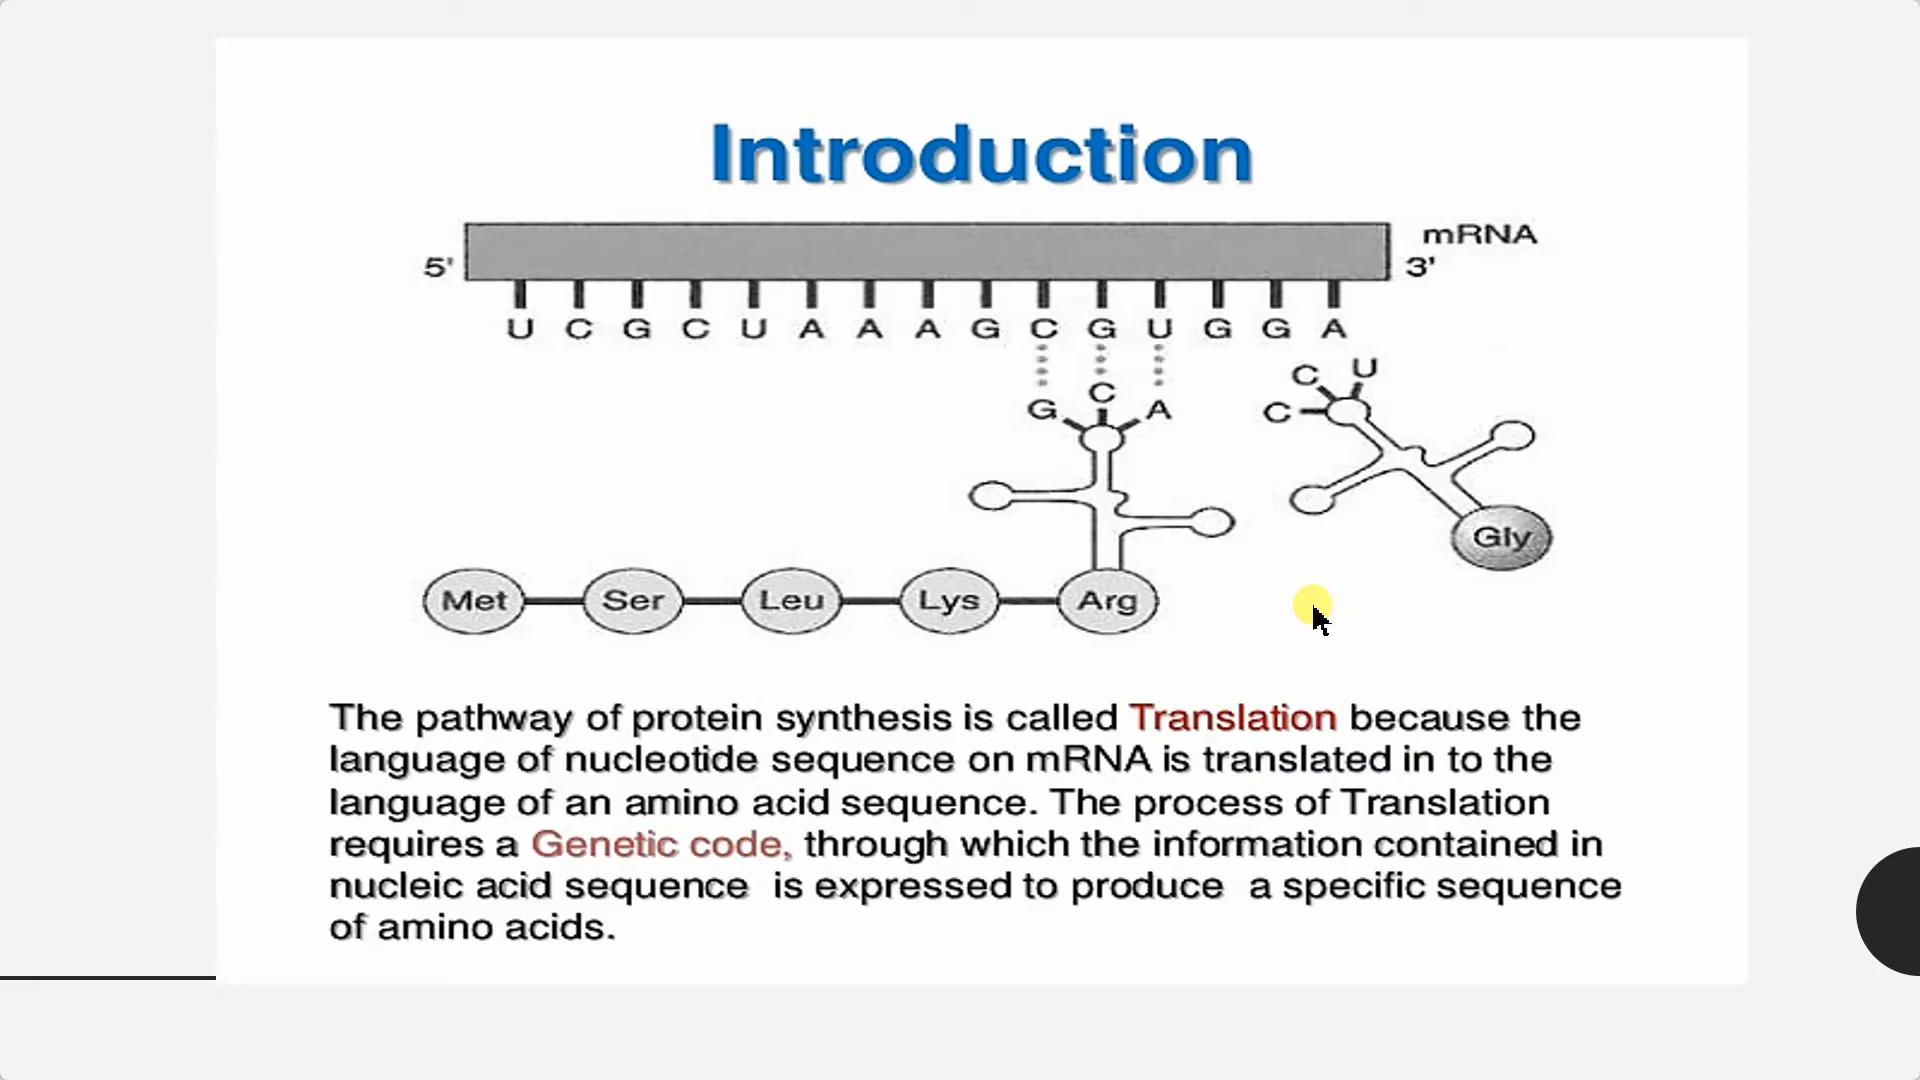 Introduction
mRNA
5' 3'
U C G C U A A A G C G U G G A
G C A
C C U
Gly
Met Ser Leu Lys Arg
The pathway of protein synthesis is called Translation because the
language of nucleotide sequence on mRNA is translated in to the
language of an amino acid sequence. The process of Translation
requires a Genetic code, through which the information contained in
nucleic acid sequence is expressed to produce a specific sequence
of amino acids.